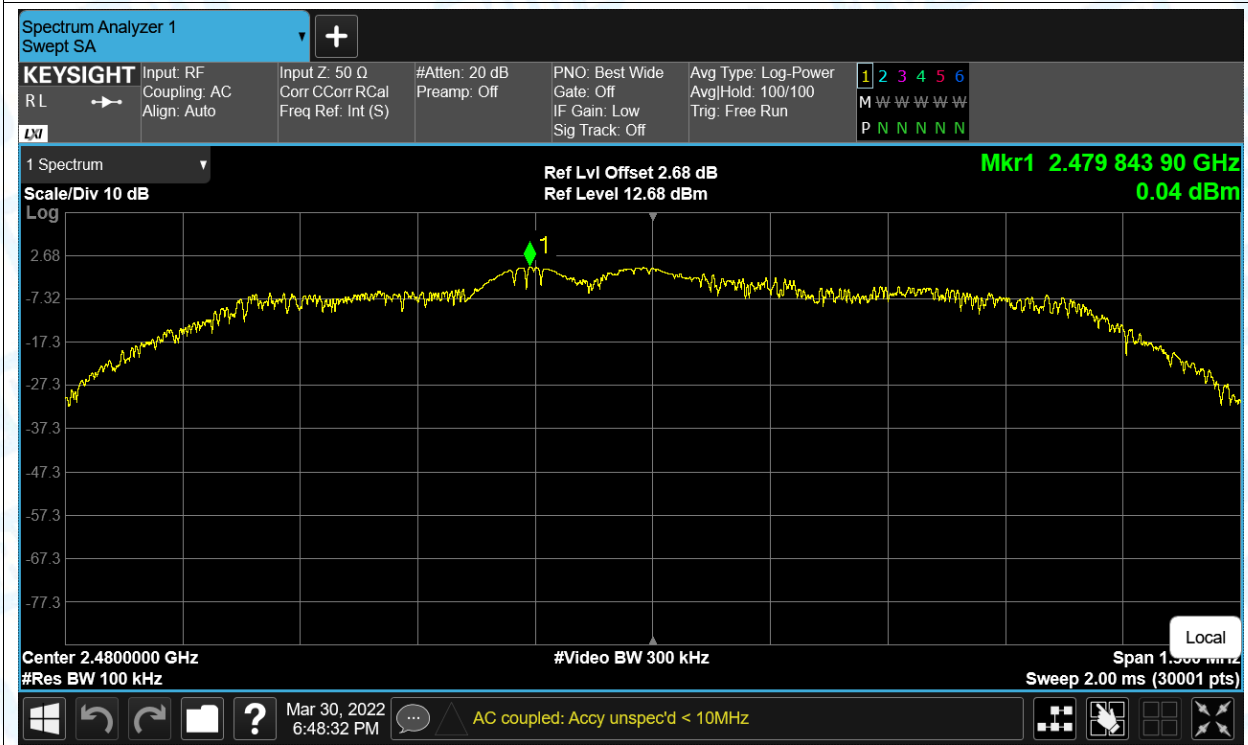 Spectrum Analyzer 1
Swept SA
KEYSIGHT
R L
LXI
Input: RF
Coupling: AC
Align: Auto
Input Z: 50 Ω
Corr CCorr RCal
Freq Ref: Int (S)
#Atten: 20 dB
Preamp: Off
PNO: Best Wide
Gate: Off
IF Gain: Low
Sig Track: Off
Avg Type: Log-Power
Avg|Hold: 100/100
Trig: Free Run
1 2 3 4 5 6
M W W W W W
P N N N N N
1 Spectrum
Scale/Div 10 dB
Log
Ref Lvl Offset 2.68 dB
Ref Level 12.68 dBm
Mkr1 2.479 843 90 GHz
0.04 dBm
1
2.68
-7.32
-17.3
-27.3
-37.3
-47.3
-57.3
-67.3
-77.3
Local
Center 2.4800000 GHz
#Video BW 300 kHz
Span
#Res BW 100 kHz
Sweep 2.00 ms (30001 pts)
?
Mar 30, 2022
6:48:32 PM
AC coupled: Accy unspec'd < 10MHz